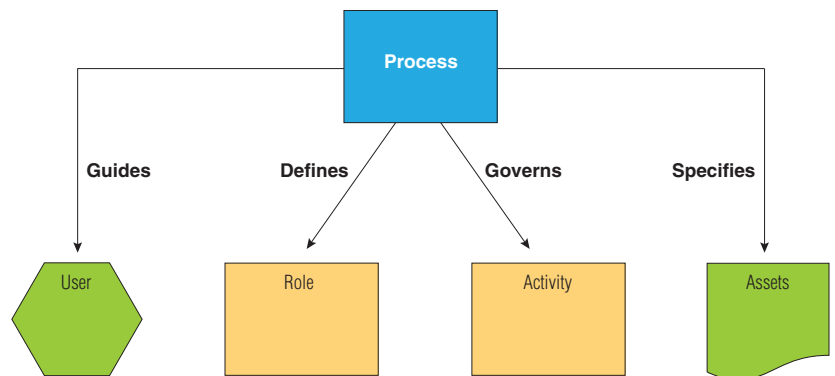 Process
Guides
Defines
Governs
Specifies
User
Role
Activity
Assets